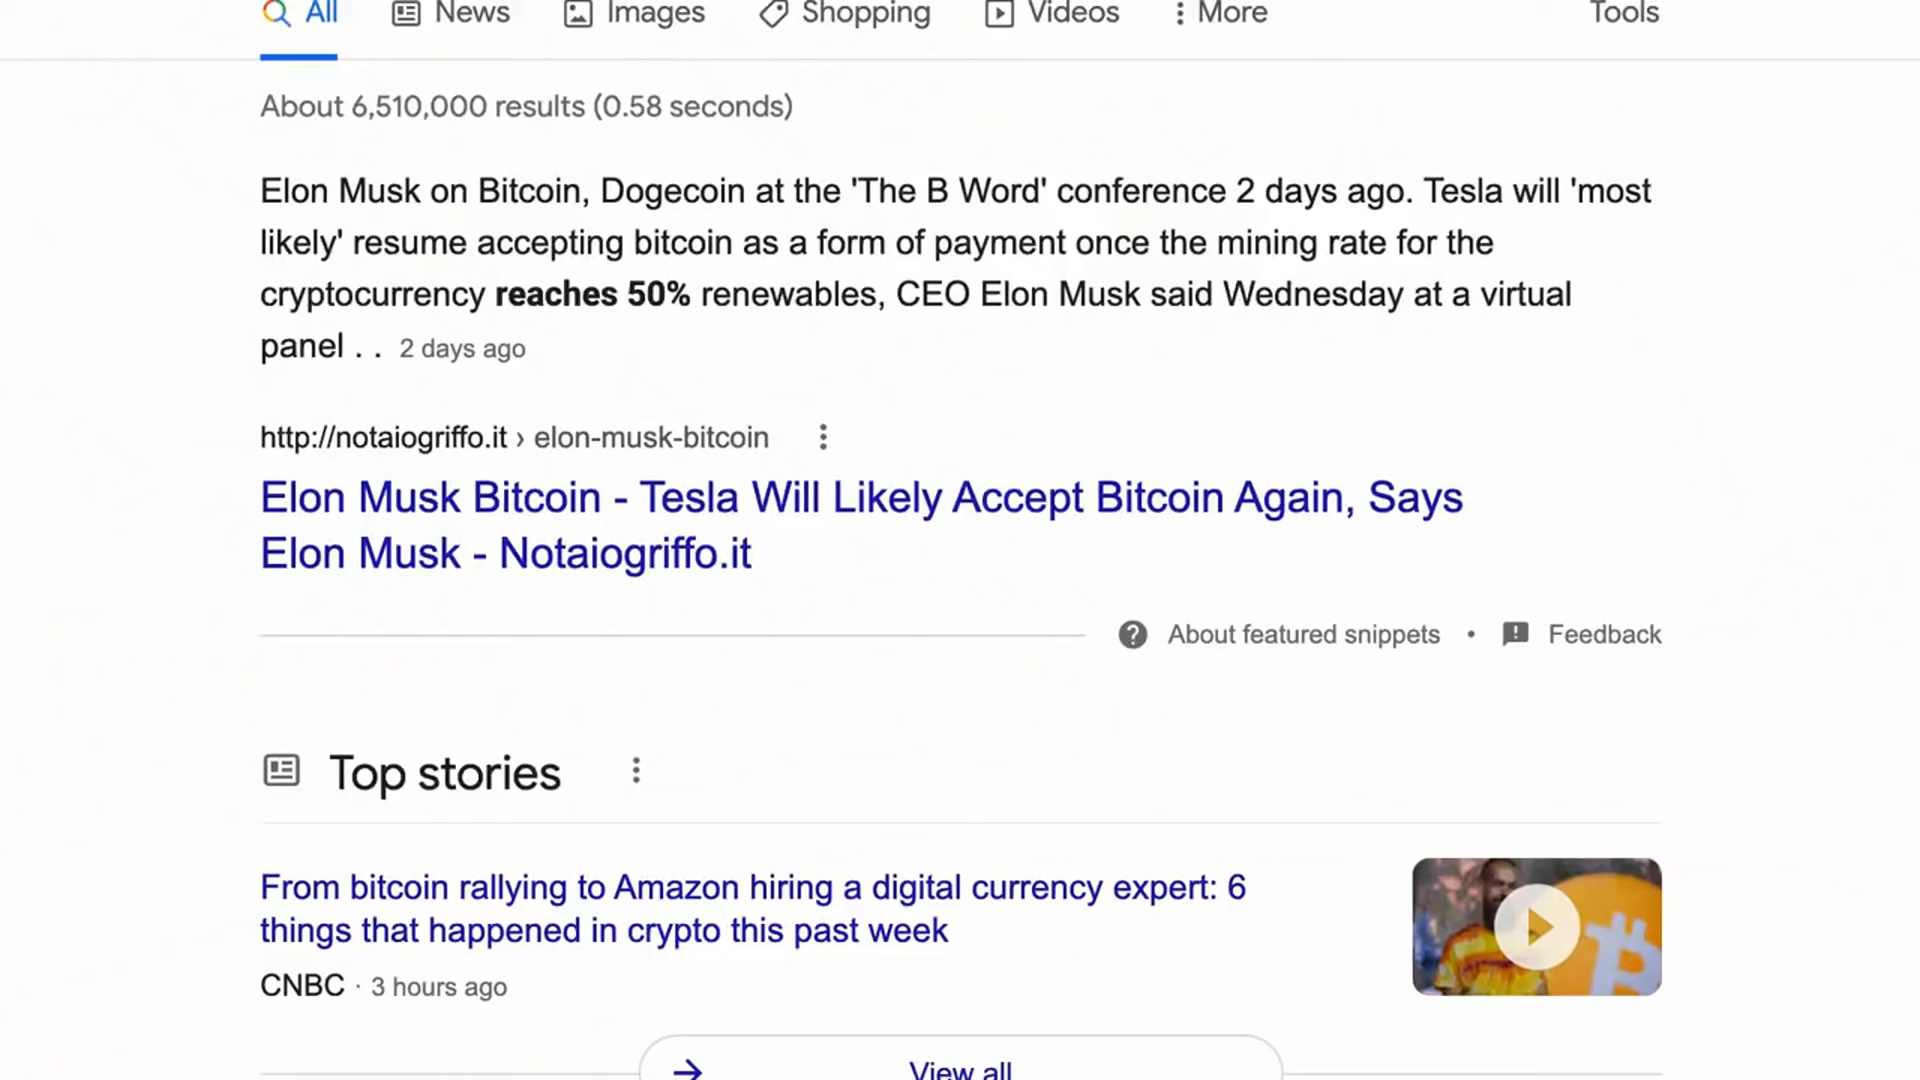 All News Images Shopping Videos More Tools
About 6,510,000 results (0.58 seconds)
Elon Musk on Bitcoin, Dogecoin at the 'The B Word' conference 2 days ago. Tesla will 'most
likely' resume accepting bitcoin as a form of payment once the mining rate for the
cryptocurrency reaches 50% renewables, CEO Elon Musk said Wednesday at a virtual
panel . . 2 days ago
http://notaiogriffo.it › elon-musk-bitcoin
Elon Musk Bitcoin - Tesla Will Likely Accept Bitcoin Again, Says
Elon Musk - Notaiogriffo.it
About featured snippets • Feedback
Top stories
From bitcoin rallying to Amazon hiring a digital currency expert: 6
things that happened in crypto this past week
CNBC · 3 hours ago
View all